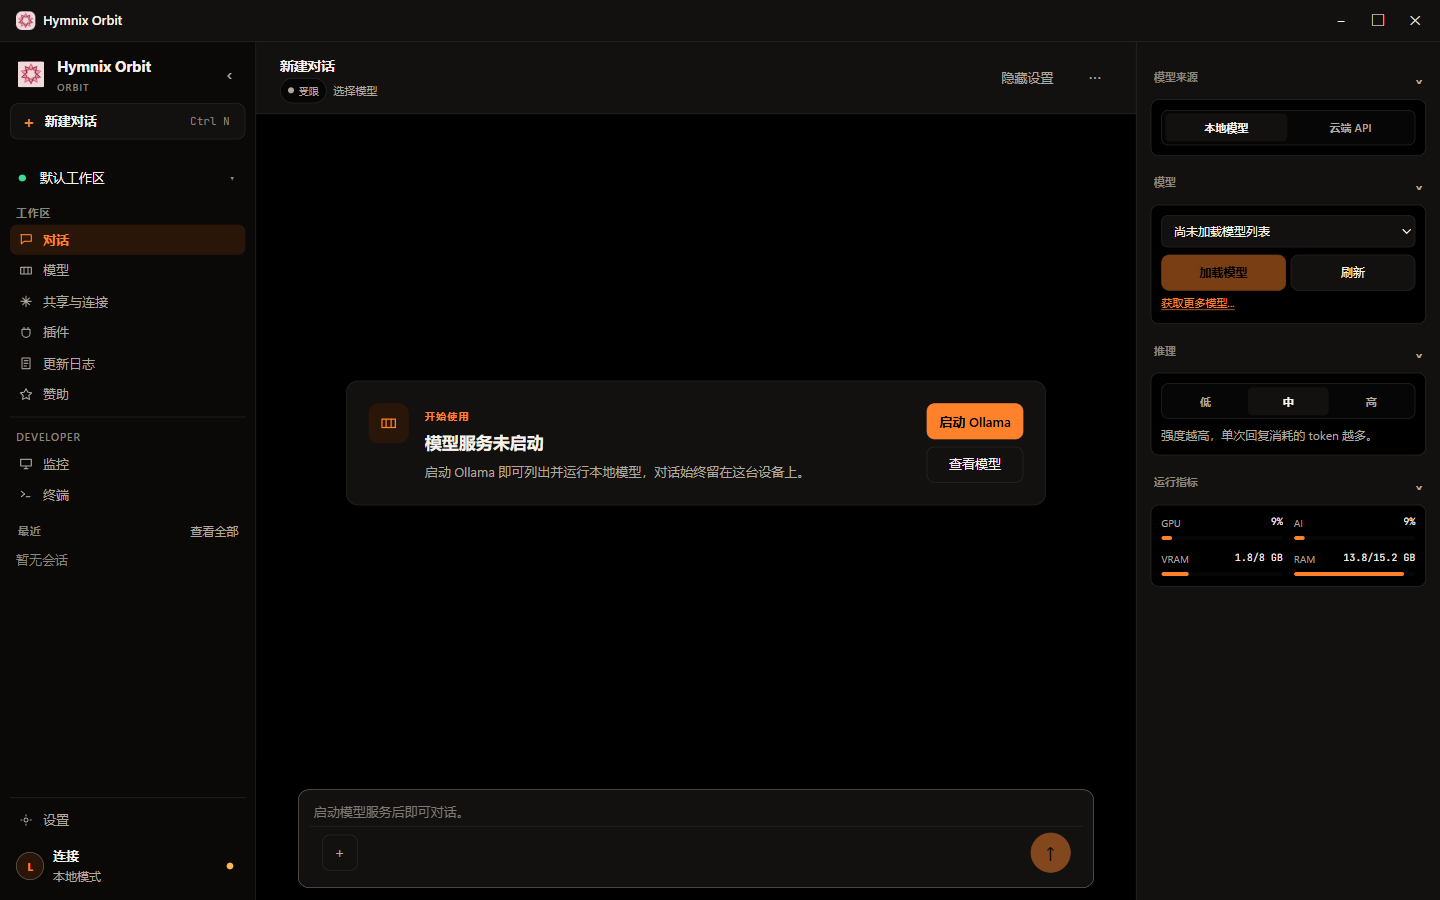 Hymnix Orbit
Hymnix Orbit
ORBIT
新建对话 Ctrl N
默认工作区
工作区
对话
模型
共享与连接
插件
更新日志
赞助
DEVELOPER
监控
终端
最近 查看全部
暂无会话
设置
L
连接
本地模式
新建对话
受限 选择模型
隐藏设置
开始使用
模型服务未启动
启动 Ollama 即可列出并运行本地模型，对话始终留在这台设备上。
启动 Ollama
查看模型
启动模型服务后即可对话。
模型来源
本地模型 云端 API
模型
尚未加载模型列表
加载模型 刷新
获取更多模型...
推理
低 中 高
强度越高，单次回复消耗的 token 越多。
运行指标
GPU 9% AI 9%
VRAM 1.8/8 GB RAM 13.8/15.2 GB